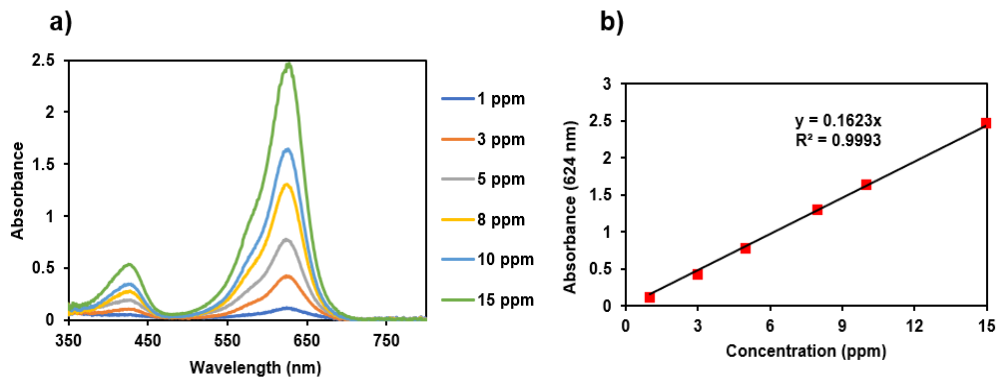 a)
Absorbance
2.5
2
1.5
1
0.5
0
350
450
550
650
750
Wavelength (nm)
1 ppm
3 ppm
5 ppm
8 ppm
10 ppm
15 ppm
b)
Absorbance (624 nm)
3
2.5
2
1.5
1
0.5
0
y = 0.1623x
R² = 0.9993
0
3
6
9
12
15
Concentration (ppm)